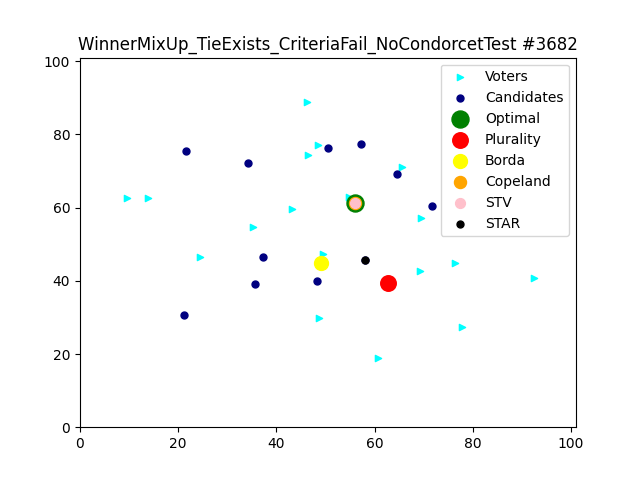 WinnerMixUp_TieExists_CriteriaFail_NoCondorcetTest #3682
Voters
Candidates
Optimal
Plurality
Borda
Copeland
STV
STAR
100
80
60
40
20
0
0 20 40 60 80 100